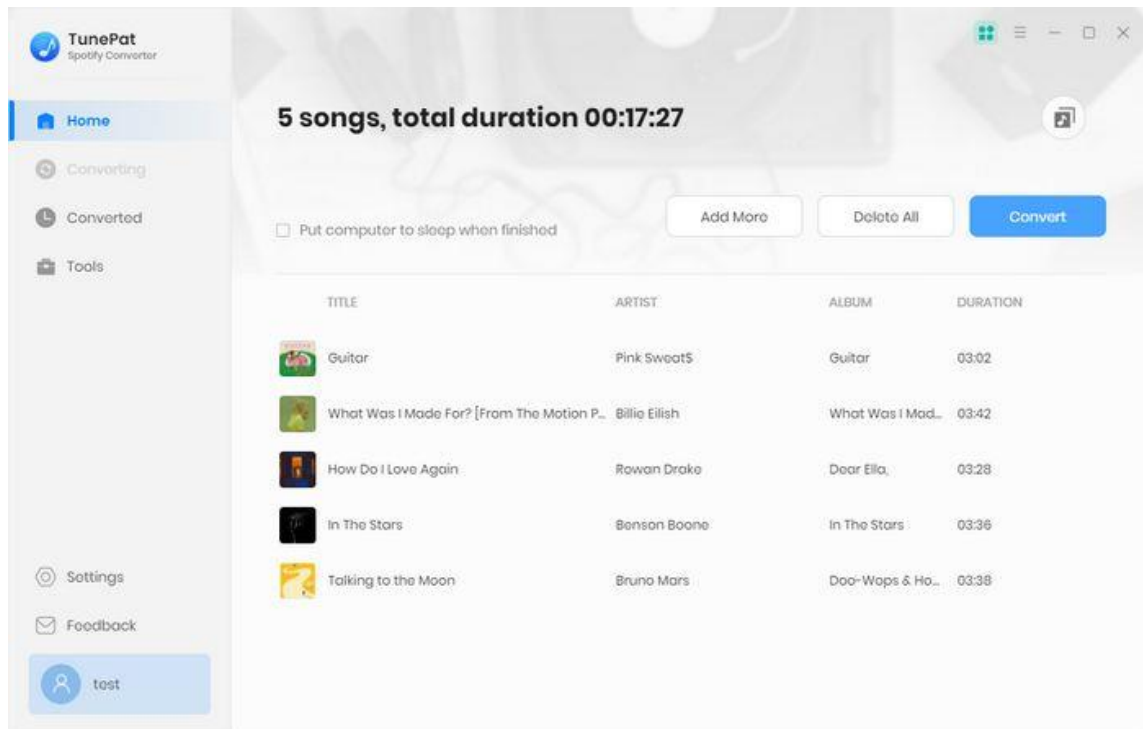 TunePat
Spotify Converter
Home
Converting
Converted
Tools
Settings
Feedback
test
5 songs, total duration 00:17:27
Put computer to sleep when finished
Add More
Delete All
Convert
TITLE ARTIST ALBUM DURATION
Guitar Pink Sweat$ Guitar 03:02
What Was I Made For? [From The Motion P... Billie Eilish What Was I Mad... 03:42
How Do I Love Again Rowan Drake Dear Ella, 03:28
In The Stars Benson Boone In The Stars 03:36
Talking to the Moon Bruno Mars Doo-Wops & Ho... 03:38